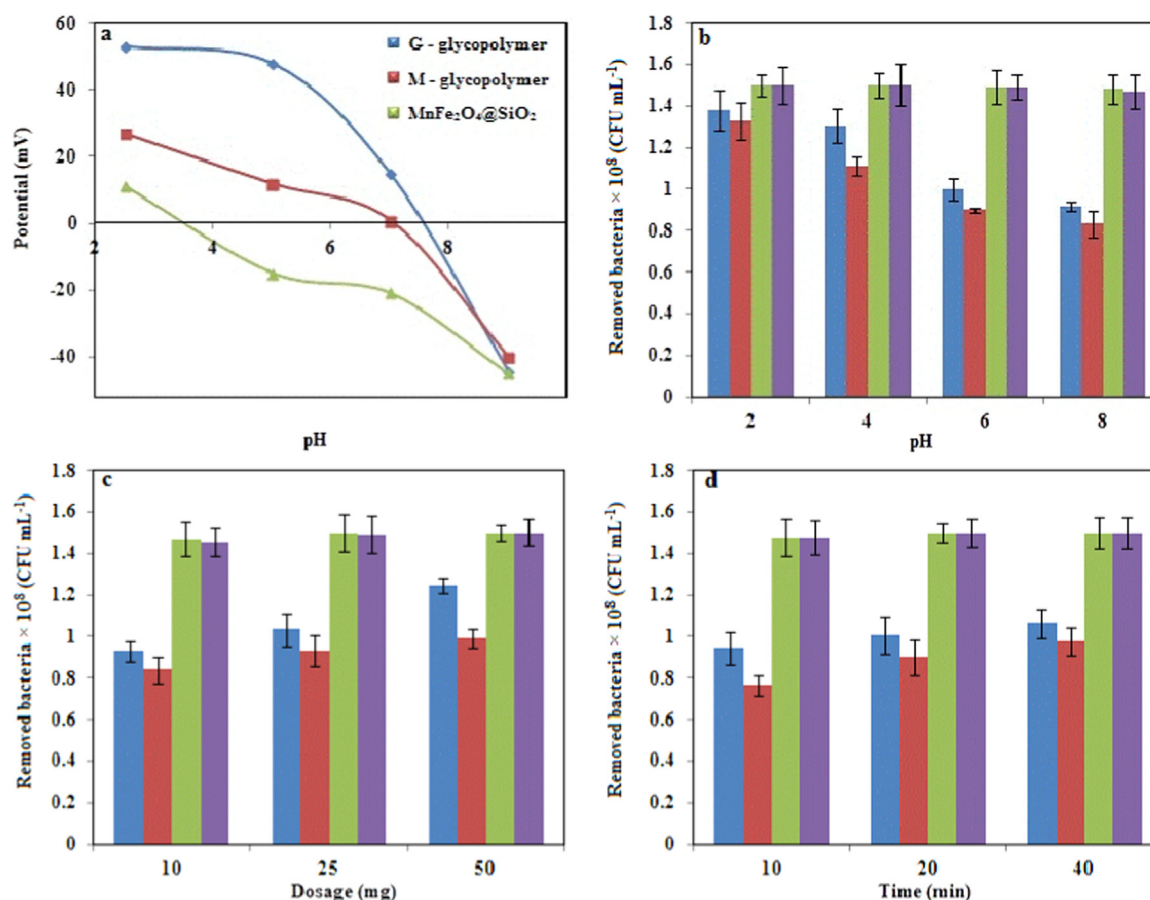 a
60
40
20
0
-20
-40
2
4
6
8
Potential (mV)
pH
G - glycopolymer
M - glycopolymer
MnFe₂O₄@SiO₂
b
1.6
1.4
1.2
1
0.8
0.6
0.4
0.2
0
Removed bacteria × 10⁸ (CFU mL⁻¹)
2 4 6 8
pH
c
1.8
1.6
1.4
1.2
1
0.8
0.6
0.4
0.2
0
Removed bacteria × 10⁸ (CFU mL⁻¹)
10 25 50
Dosage (mg)
d
1.8
1.6
1.4
1.2
1
0.8
0.6
0.4
0.2
0
Removed bacteria × 10⁸ (CFU mL⁻¹)
10 20 40
Time (min)